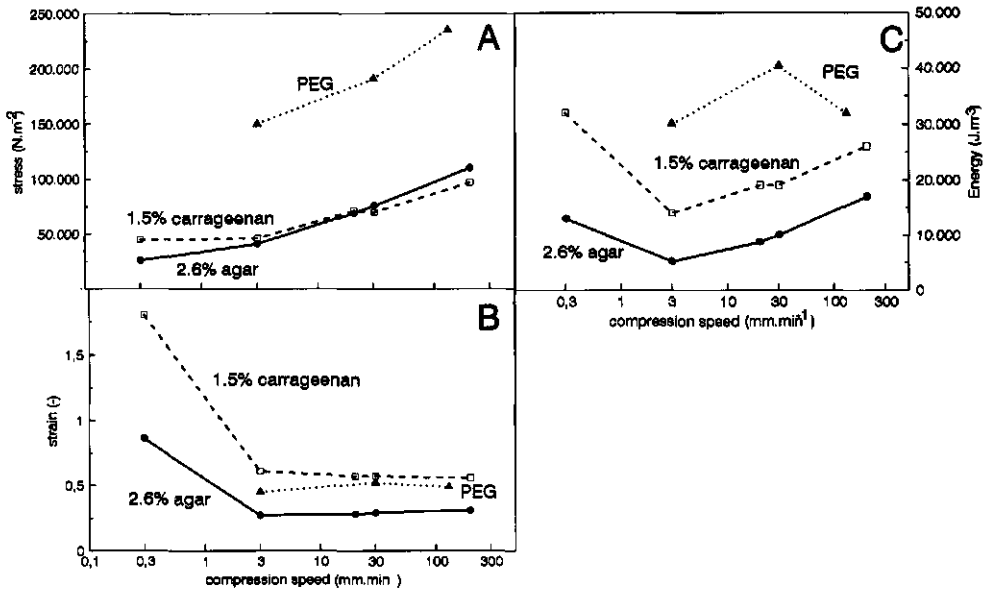 A
250.000
200.000
150.000
100.000
50.000
stress (N.m⁻²)
PEG
1.5% carrageenan
2.6% agar
C
50.000
40.000
30.000
20.000
10.000
0
Energy (J.m³)
PEG
1.5% carrageenan
2.6% agar
0,3 1 3 10 30 100 300
compression speed (mm.min¹)
B
1,5
1
0,5
0
strain (-)
1.5% carrageenan
2.6% agar
PEG
0,1 0,3 1 3 10 30 100 300
compression speed (mm.min )